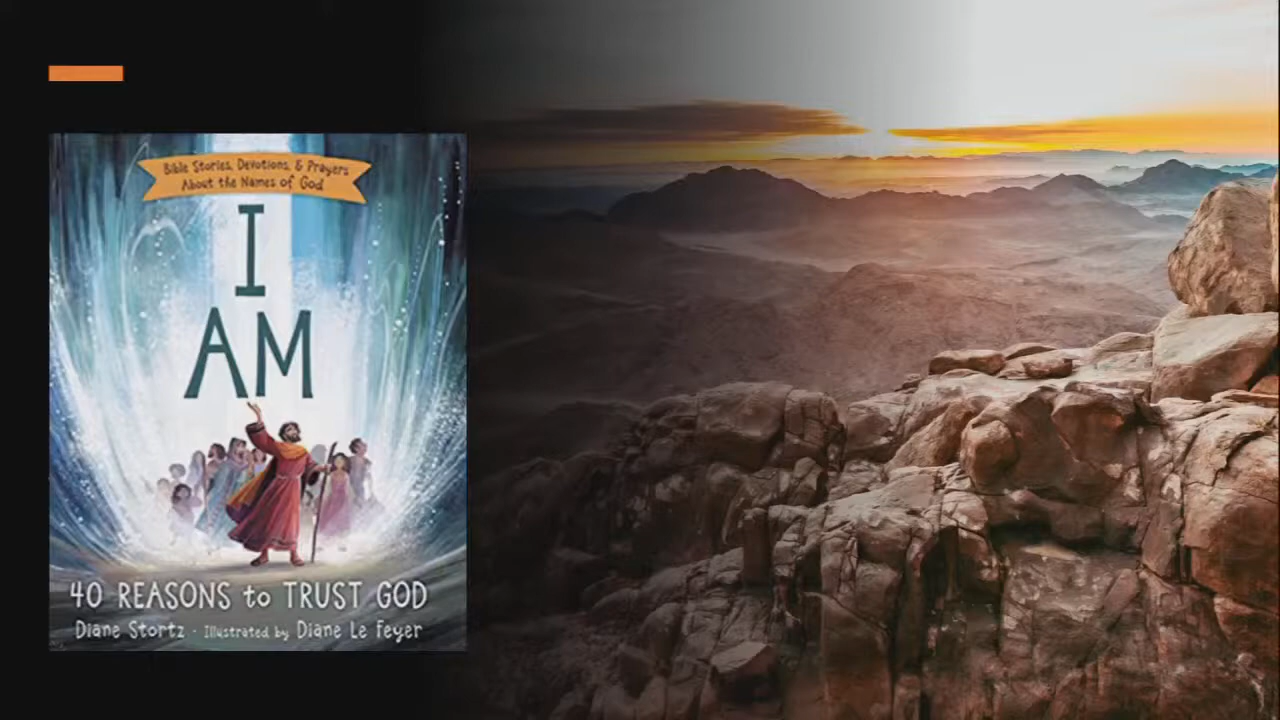 Bible Stories, Devotions, & Prayers
About the Names of God
I
AM
40 REASONS to TRUST GOD
Diane Stortz · Illustrated by Diane Le Feyer